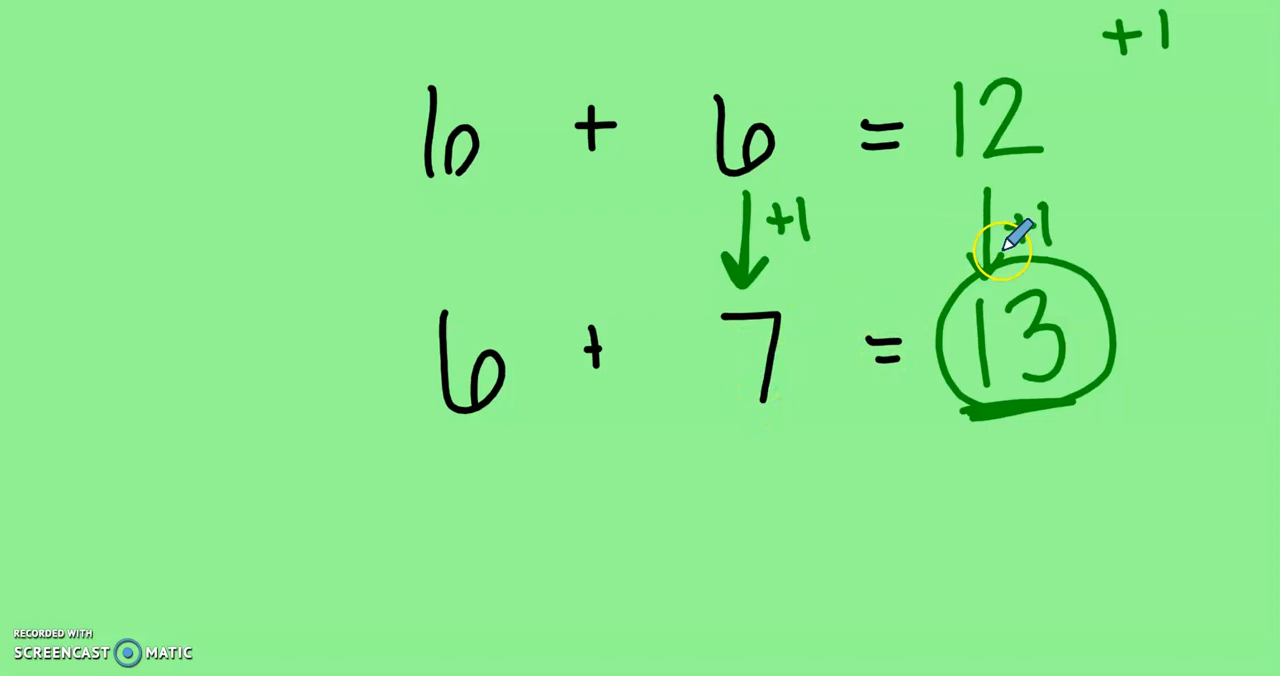 +1
6 + 6 = 12
+1 +1
6 + 7 = 13
RECORDED WITH
SCREENCAST MATIC